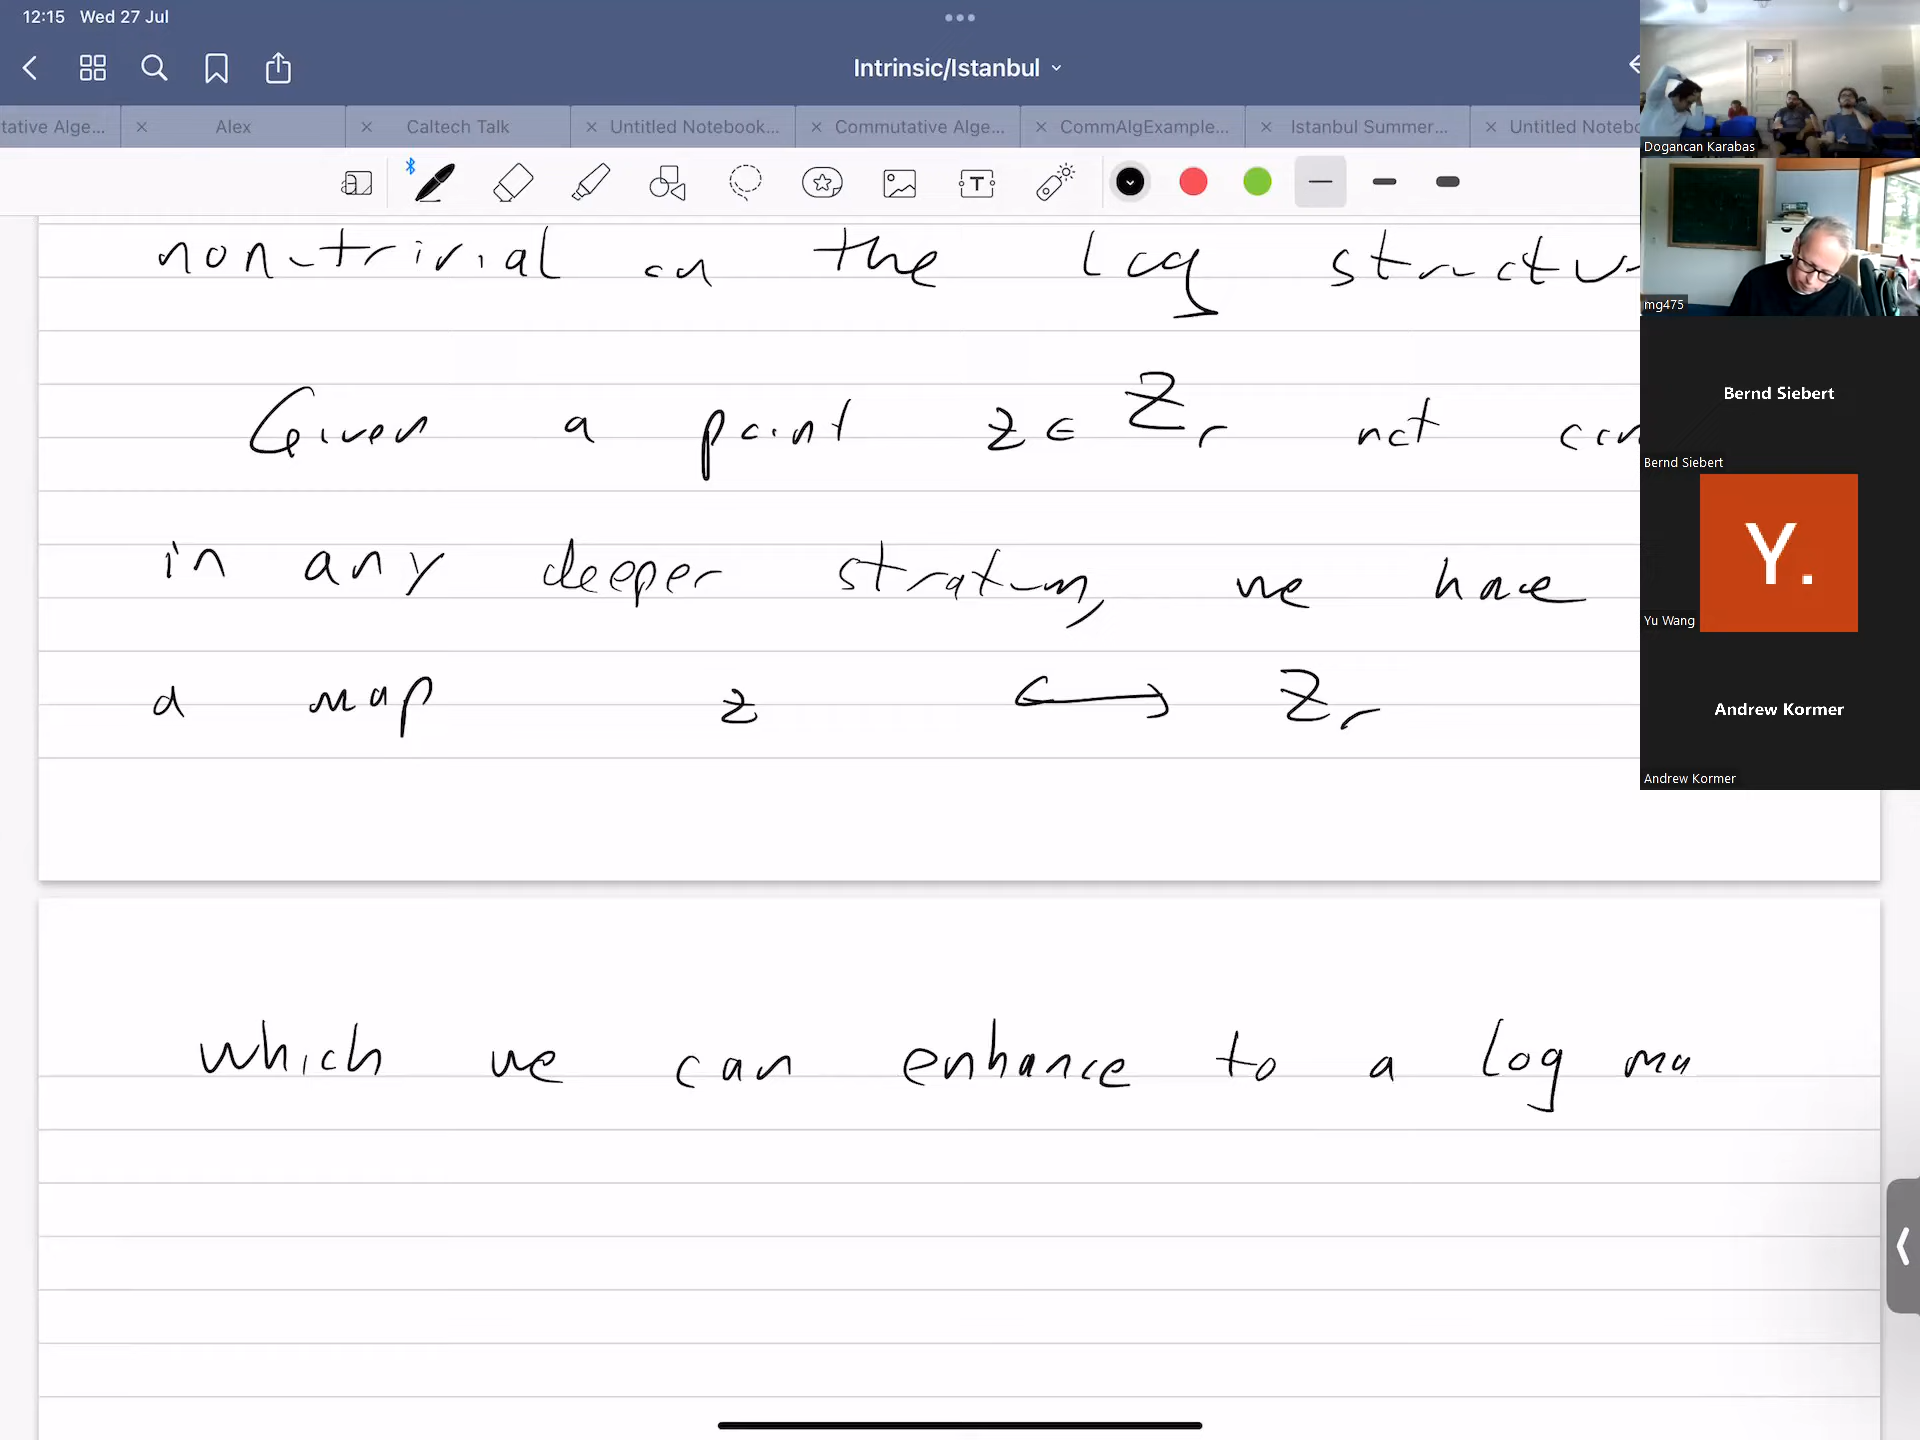 12:15 Wed 27 Jul
Intrinsic/Istanbul
tative Alge... Alex Caltech Talk Untitled Notebook... Commutative Alge... CommAlgExample... Istanbul Summer... Untitled Notebo
Dogancan Karabas
mg475
Bernd Siebert
Bernd Siebert
Y.
Yu Wang
Andrew Kormer
Andrew Kormer
non-trivial on the log structu
Given a point z ∈ Z_r not con
in any deeper stratum, we have
a map z ↪ Z_r
which we can enhance to a log ma